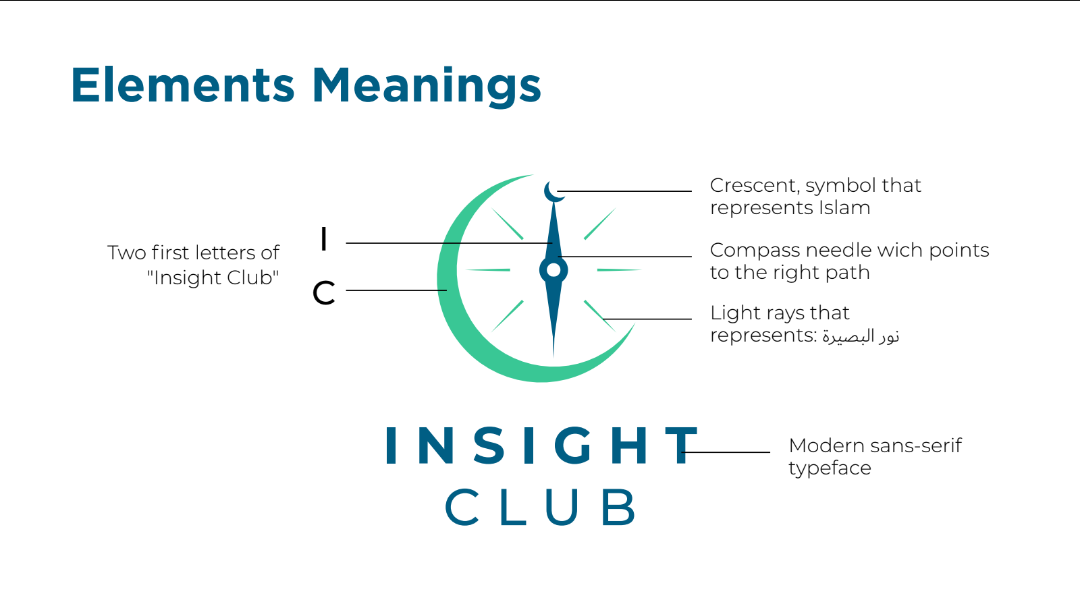 Elements Meanings
Two first letters of
"Insight Club"
I
C
Crescent, symbol that
represents Islam
Compass needle wich points
to the right path
Light rays that
represents: نور البصيرة
INSIGHT
CLUB
Modern sans-serif
typeface